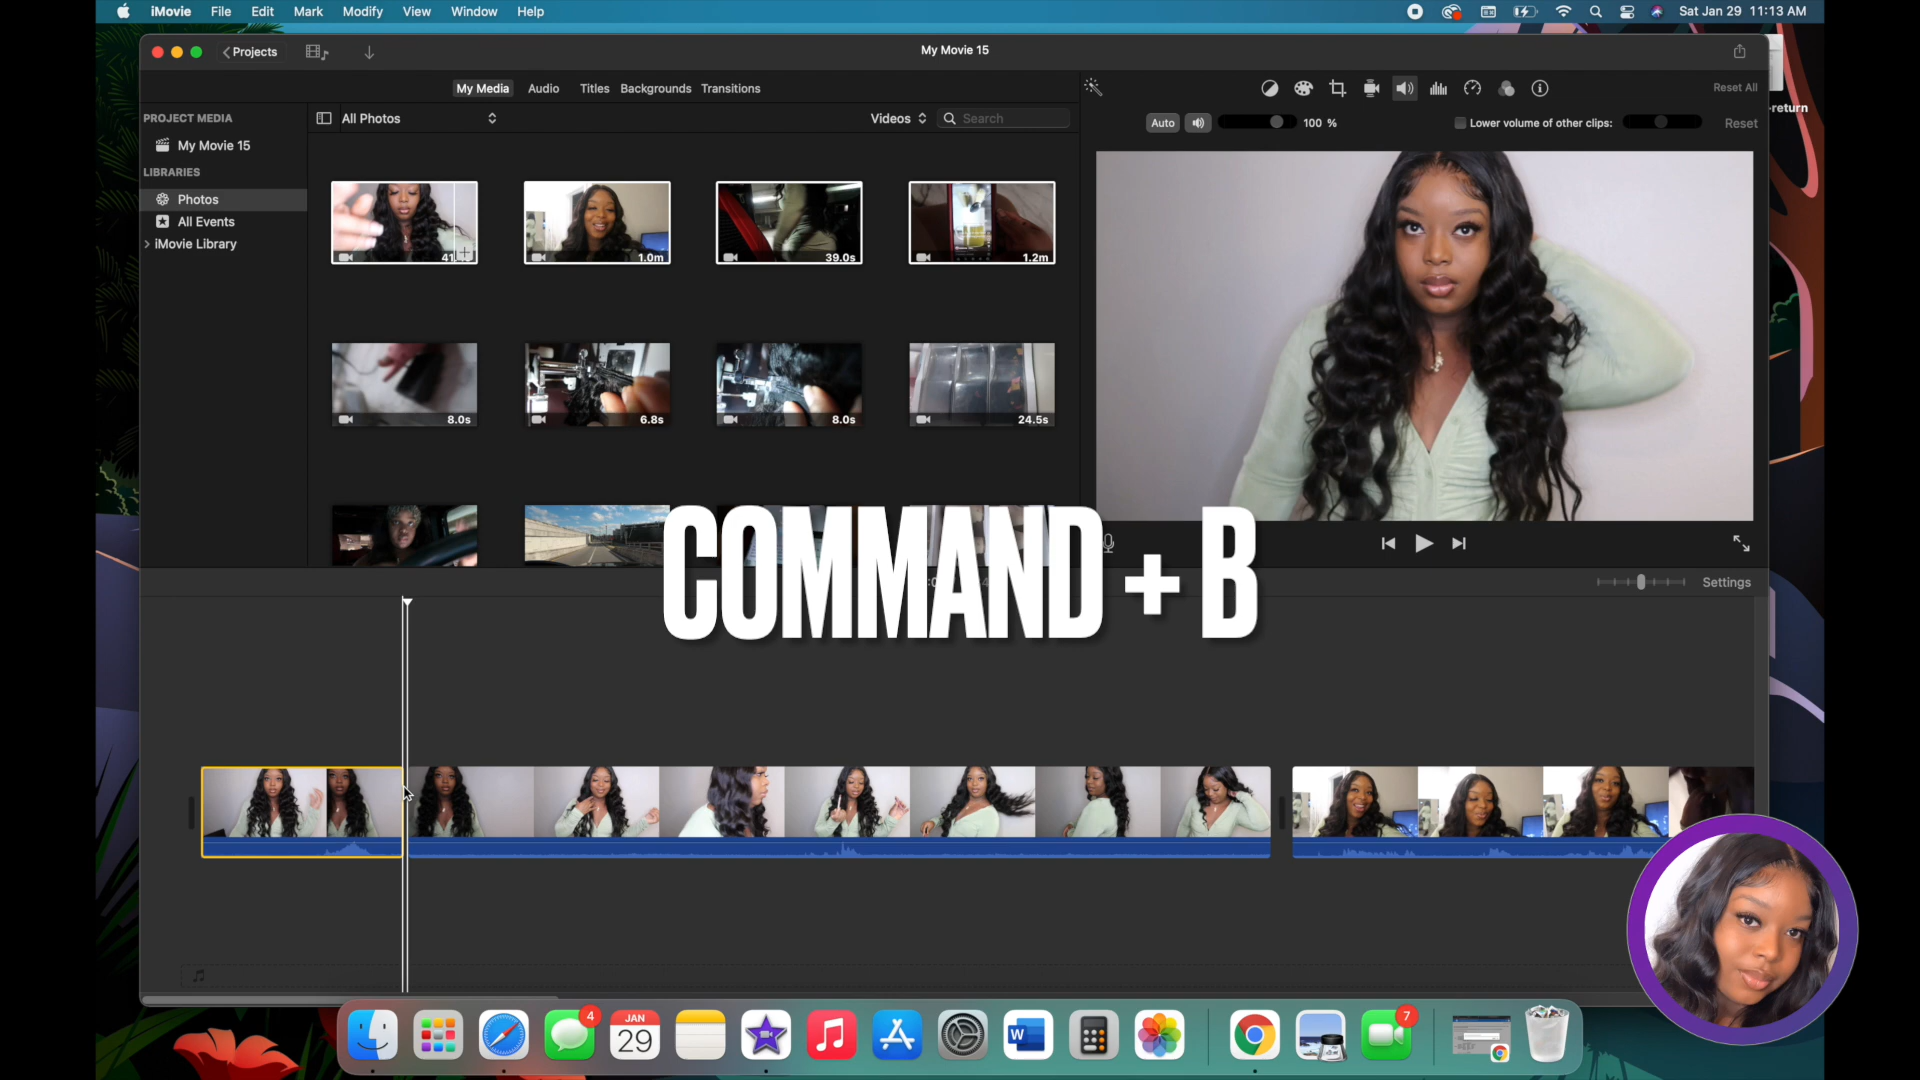 iMovie File Edit Mark Modify View Window Help
Sat Jan 29 11:13 AM
Projects
My Movie 15
My Media Audio Titles Backgrounds Transitions
Reset All
-return
PROJECT MEDIA
All Photos
Videos
Search
Auto
100 %
Lower volume of other clips:
Reset
My Movie 15
LIBRARIES
Photos
All Events
iMovie Library
1.0m
39.0s
1.2m
8.0s
6.8s
8.0s
24.5s
COMMAND + B
Settings
4
JAN
29
W
7